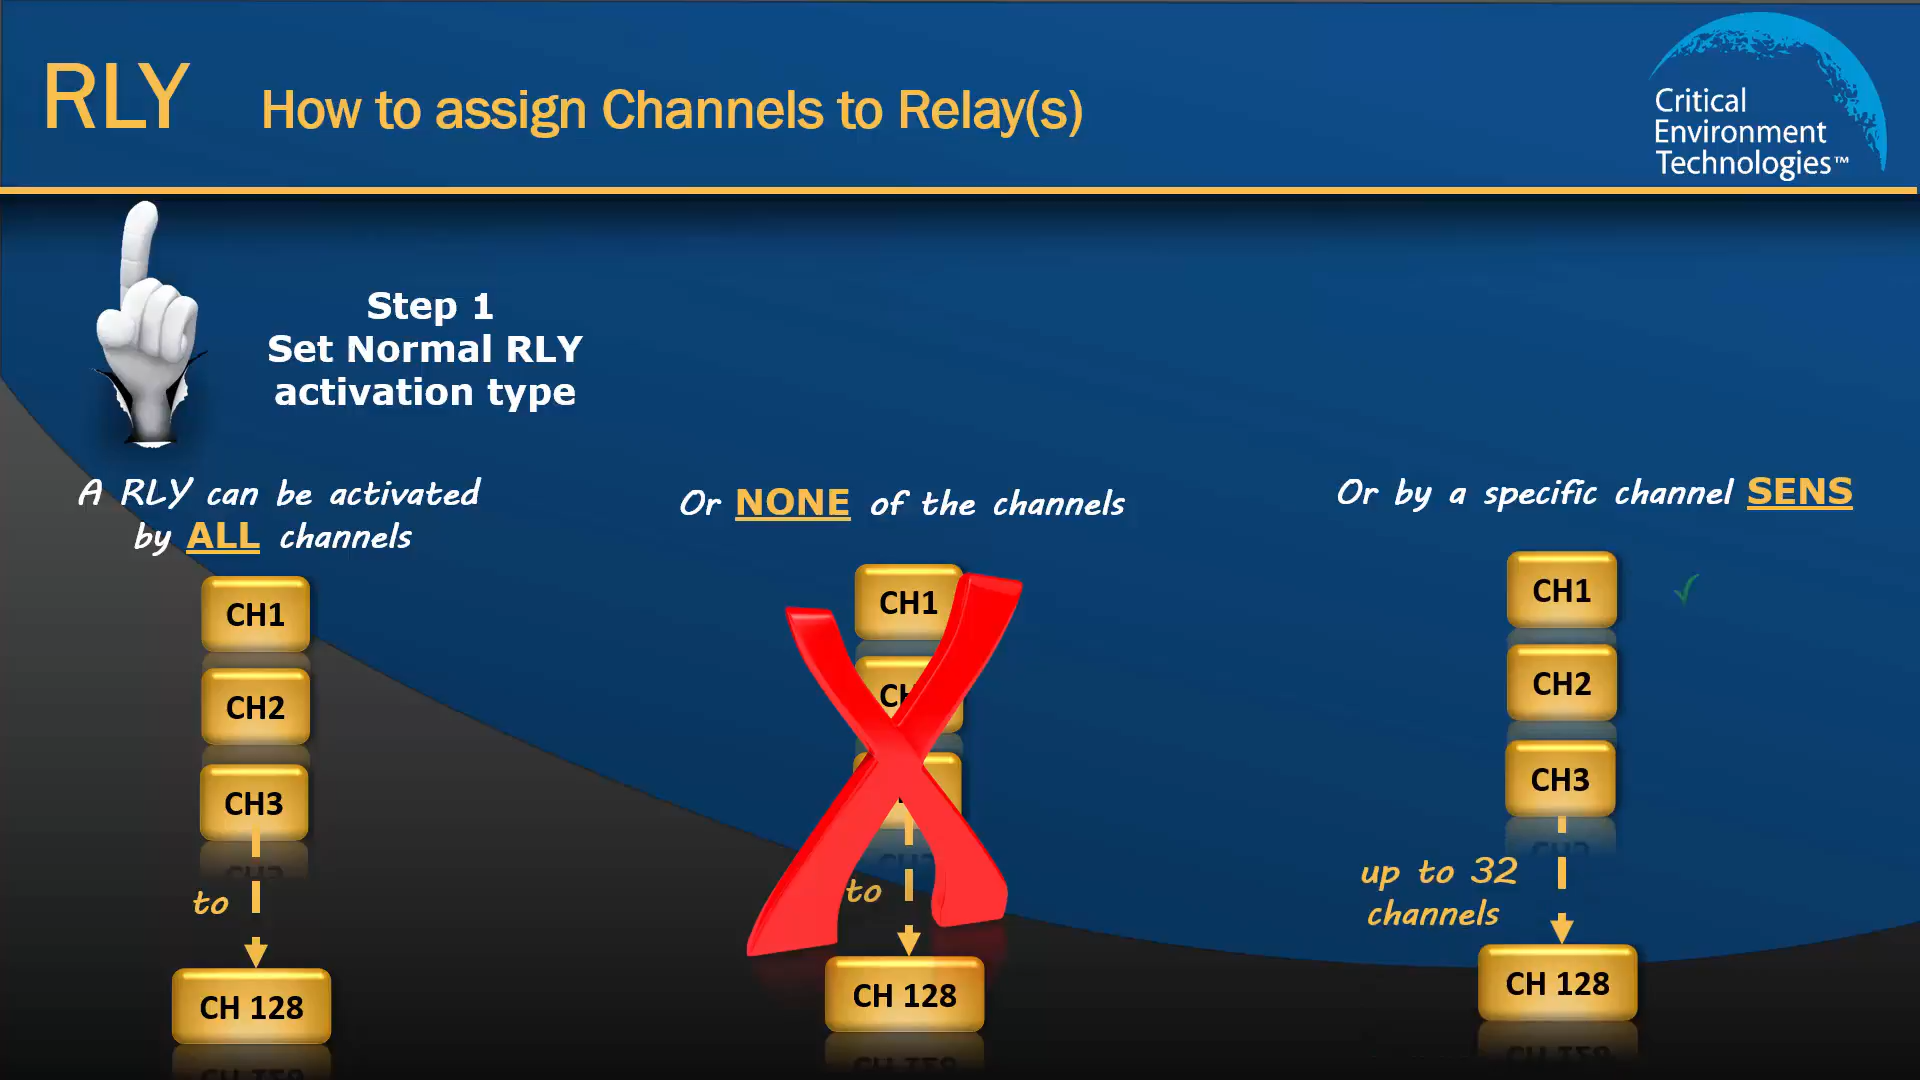 RLY How to assign Channels to Relay(s)
Critical
Environment
Technologies™
Step 1
Set Normal RLY
activation type
A RLY can be activated
by ALL channels
CH1
CH2
CH3
to
CH 128
Or NONE of the channels
CH1
to
CH 128
Or by a specific channel SENS
CH1
CH2
CH3
up to 32
channels
CH 128